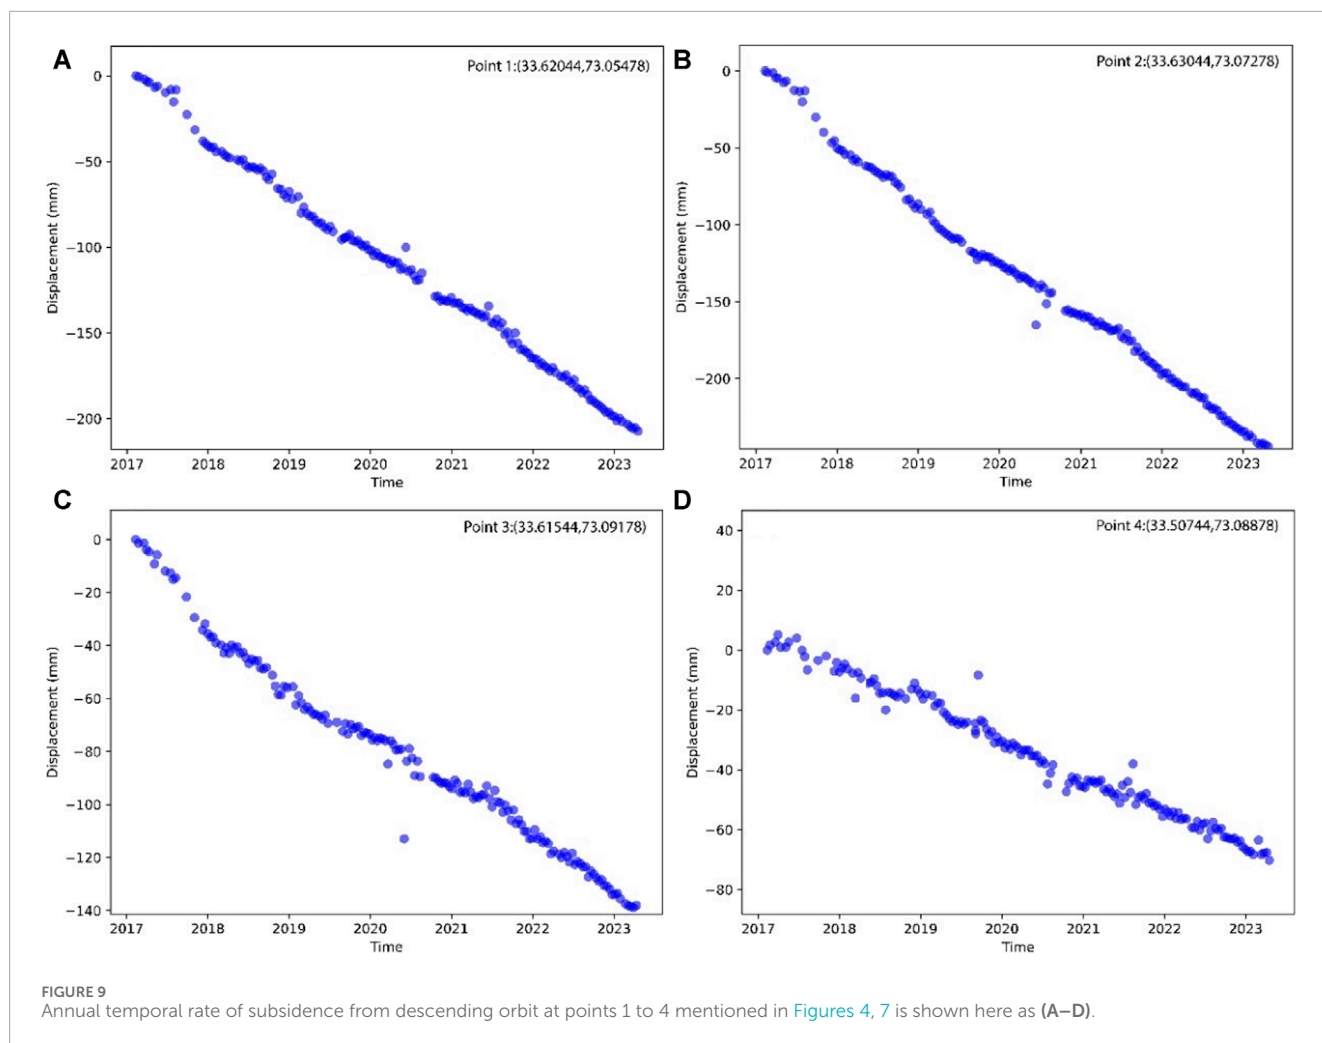 A
Point 1:(33.62044,73.05478)
0
−50
−100
−150
−200
Displacement (mm)
2017 2018 2019 2020 2021 2022 2023
Time
B
Point 2:(33.63044,73.07278)
0
−50
−100
−150
−200
Displacement (mm)
2017 2018 2019 2020 2021 2022 2023
Time
C
Point 3:(33.61544,73.09178)
0
−20
−40
−60
−80
−100
−120
−140
Displacement (mm)
2017 2018 2019 2020 2021 2022 2023
Time
D
Point 4:(33.50744,73.08878)
40
20
0
−20
−40
−60
−80
Displacement (mm)
2017 2018 2019 2020 2021 2022 2023
Time
FIGURE 9
Annual temporal rate of subsidence from descending orbit at points 1 to 4 mentioned in Figures 4, 7 is shown here as (A–D).